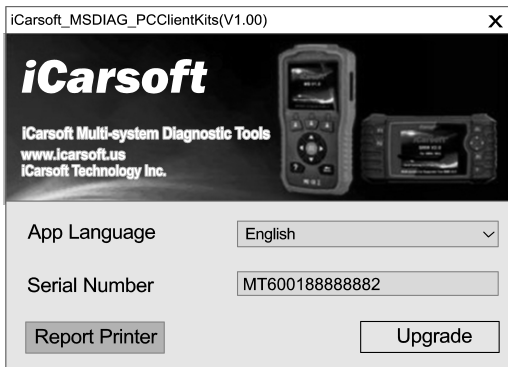 iCarsoft_MSDIAG_PCClientKits(V1.00) X
iCarsoft
iCarsoft Multi-system Diagnostic Tools
www.icarsoft.us
iCarsoft Technology Inc.
App Language English
Serial Number MT600188888882
Report Printer Upgrade